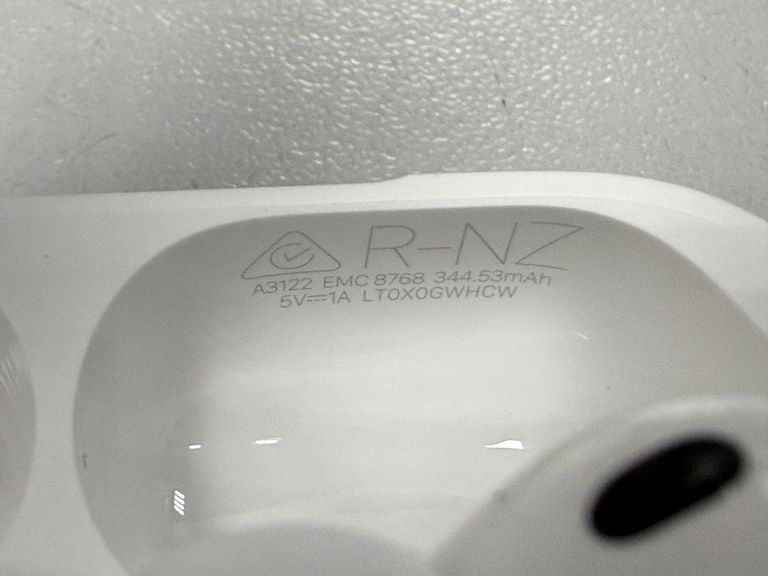 R-NZ
A3122 EMC 8768 344.53mAh
5V⎓1A LT0X0GWHCW